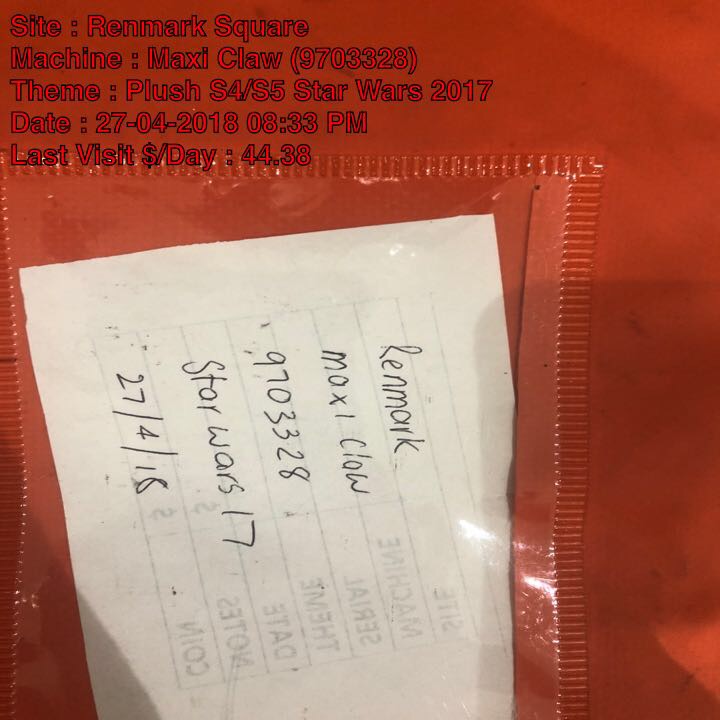 Site : Renmark Square
Machine : Maxi Claw (9703328)
Theme : Plush S4/S5 Star Wars 2017
Date : 27-04-2018 08:33 PM
Last Visit $/Day : 44.38
Renmark
maxi claw
9703328
Star wars 17
27/4/18
SITE
MACHINE
SERIAL
THEME
DATE
NOTES $
COIN $